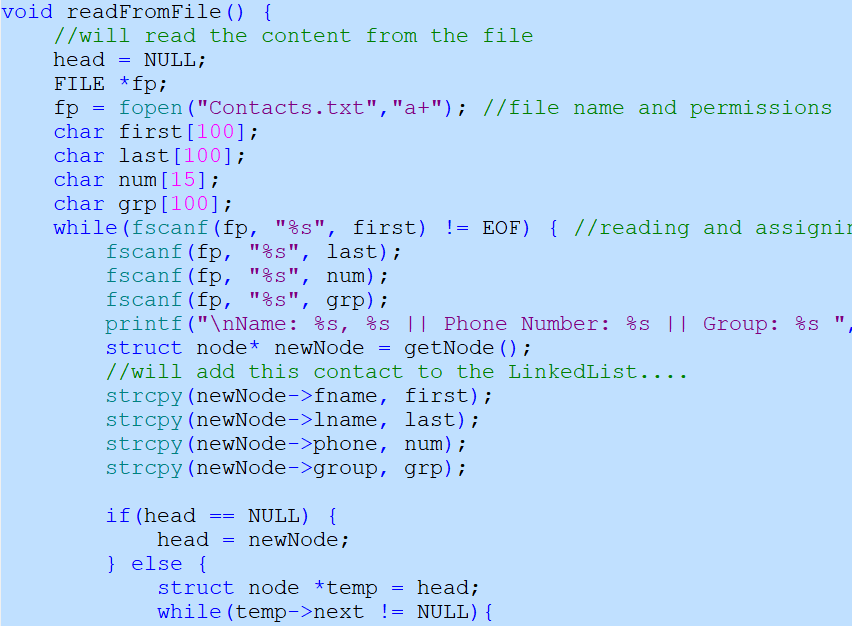 void readFromFile() {
    //will read the content from the file
    head = NULL;
    FILE *fp;
    fp = fopen("Contacts.txt","a+"); //file name and permissions
    char first[100];
    char last[100];
    char num[15];
    char grp[100];
    while(fscanf(fp, "%s", first) != EOF) { //reading and assignin
        fscanf(fp, "%s", last);
        fscanf(fp, "%s", num);
        fscanf(fp, "%s", grp);
        printf("\nName: %s, %s || Phone Number: %s || Group: %s ",
        struct node* newNode = getNode();
        //will add this contact to the LinkedList....
        strcpy(newNode->fname, first);
        strcpy(newNode->lname, last);
        strcpy(newNode->phone, num);
        strcpy(newNode->group, grp);

        if(head == NULL) {
            head = newNode;
        } else {
            struct node *temp = head;
            while(temp->next != NULL){